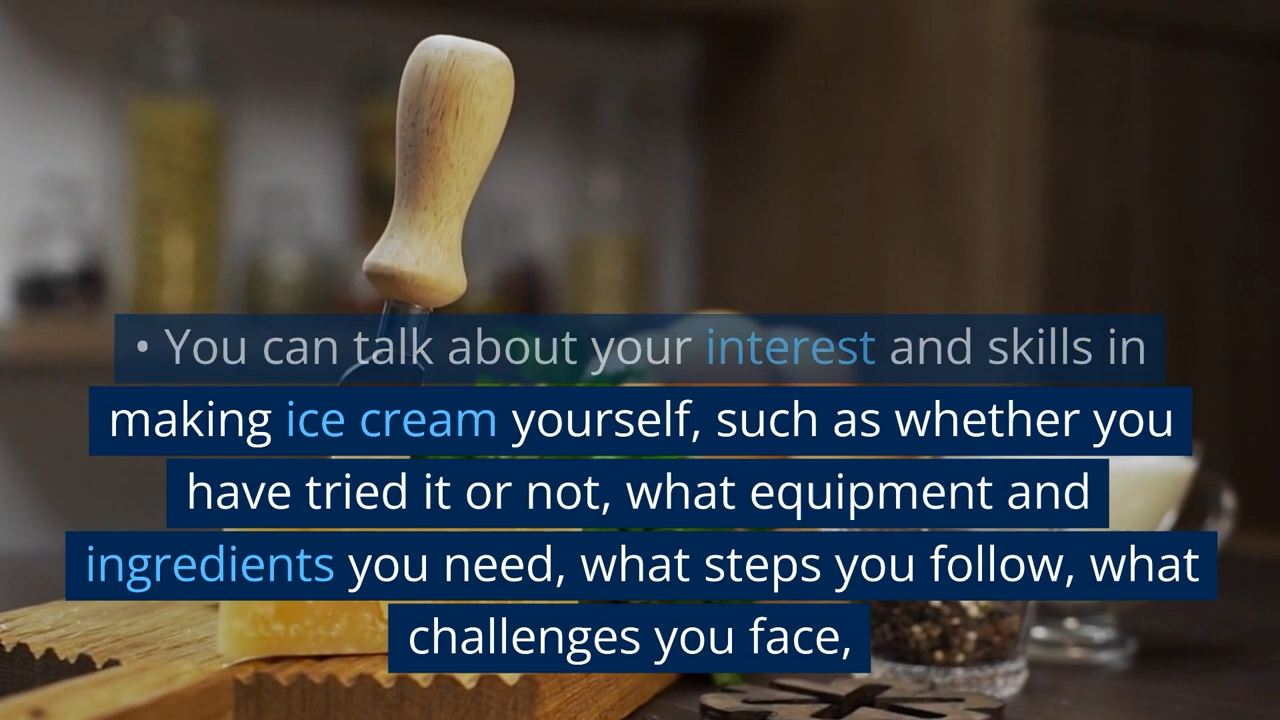 • You can talk about your interest and skills in
making ice cream yourself, such as whether you
have tried it or not, what equipment and
ingredients you need, what steps you follow, what
challenges you face,